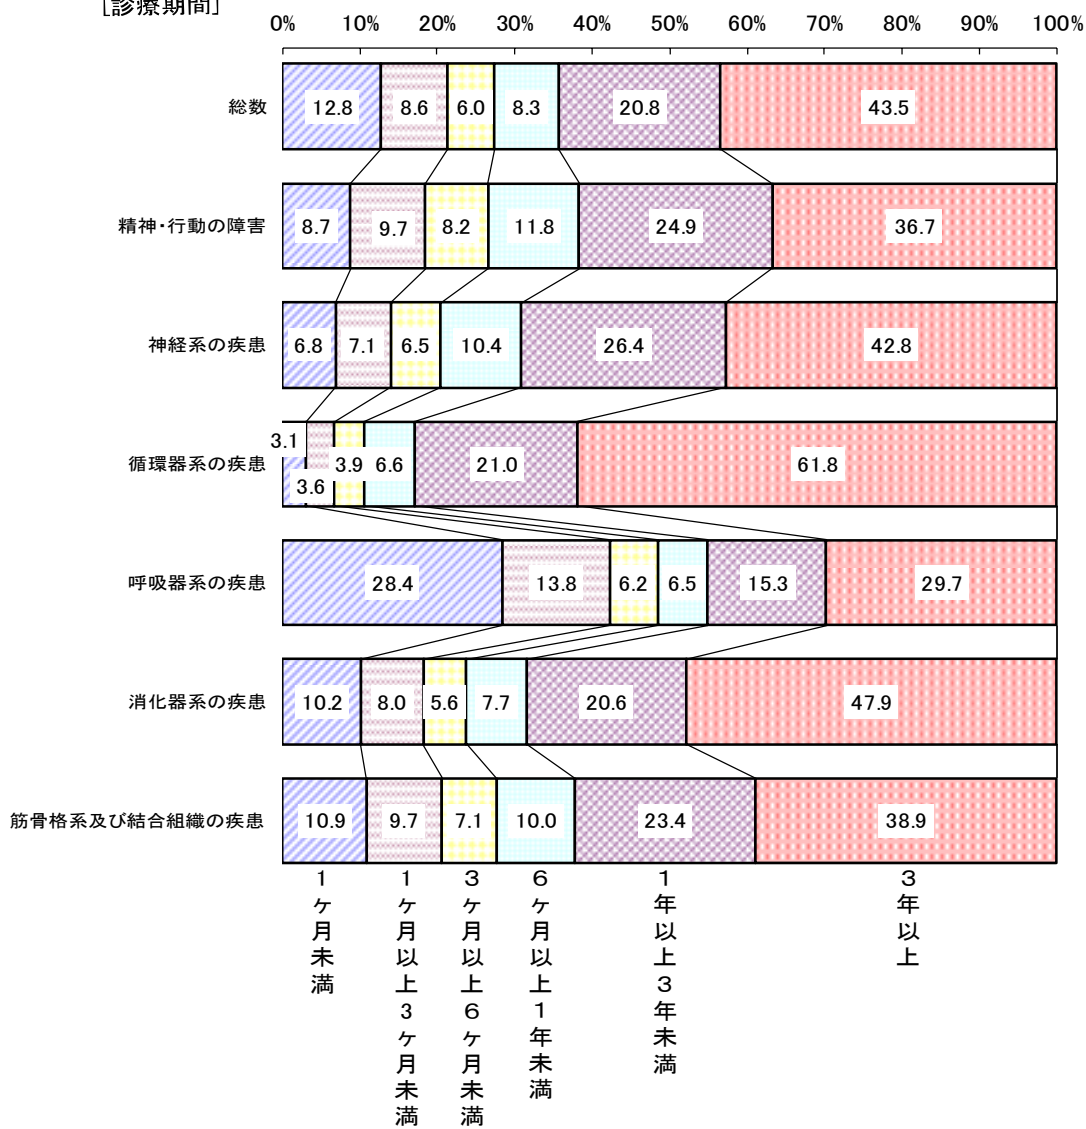 [診療期間]
0% 10% 20% 30% 40% 50% 60% 70% 80% 90% 100%
総数 12.8 8.6 6.0 8.3 20.8 43.5
精神・行動の障害 8.7 9.7 8.2 11.8 24.9 36.7
神経系の疾患 6.8 7.1 6.5 10.4 26.4 42.8
循環器系の疾患 3.1 3.6 3.9 6.6 21.0 61.8
呼吸器系の疾患 28.4 13.8 6.2 6.5 15.3 29.7
消化器系の疾患 10.2 8.0 5.6 7.7 20.6 47.9
筋骨格系及び結合組織の疾患 10.9 9.7 7.1 10.0 23.4 38.9
1ヶ月未満
1ヶ月以上3ヶ月未満
3ヶ月以上6ヶ月未満
6ヶ月以上1年未満
1年以上3年未満
3年以上